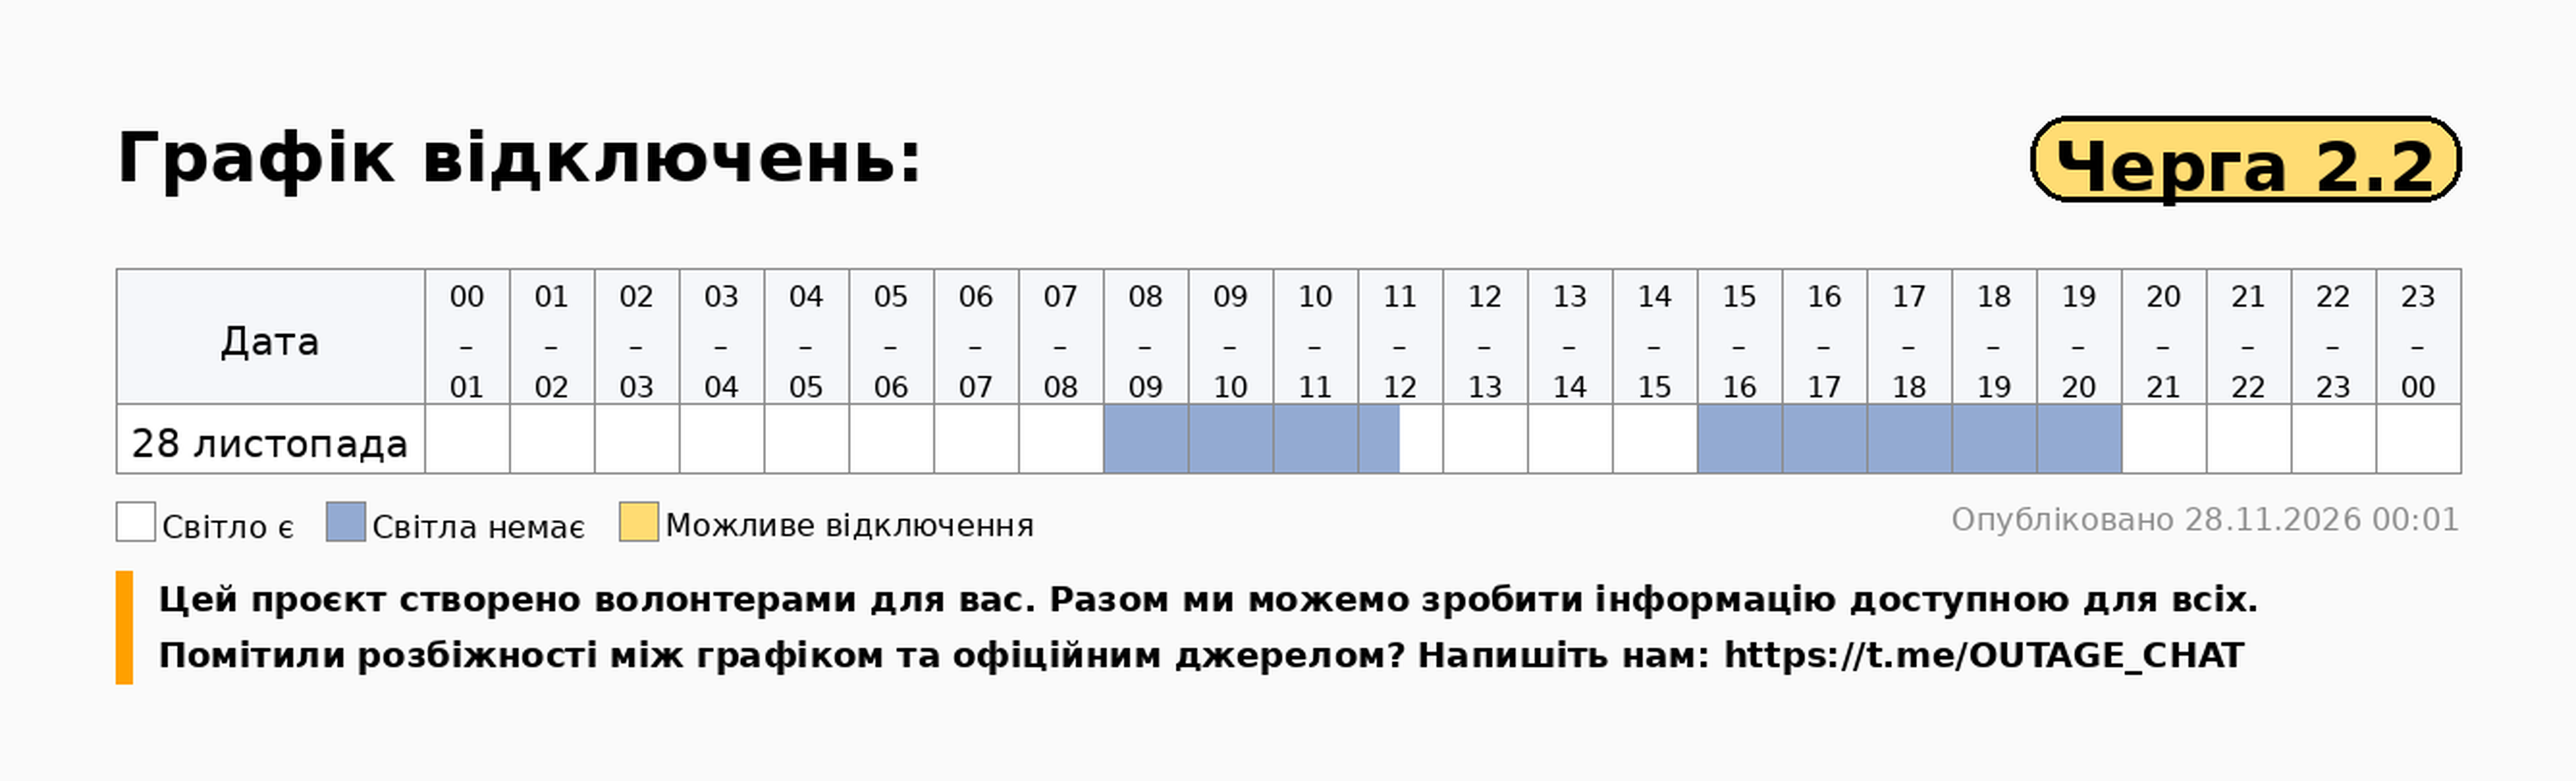 Графік відключень:
Черга 2.2
Дата
00 – 01
01 – 02
02 – 03
03 – 04
04 – 05
05 – 06
06 – 07
07 – 08
08 – 09
09 – 10
10 – 11
11 – 12
12 – 13
13 – 14
14 – 15
15 – 16
16 – 17
17 – 18
18 – 19
19 – 20
20 – 21
21 – 22
22 – 23
23 – 00
28 листопада
Світло є
Світла немає
Можливе відключення
Опубліковано 28.11.2026 00:01
Цей проєкт створено волонтерами для вас. Разом ми можемо зробити інформацію доступною для всіх.
Помітили розбіжності між графіком та офіційним джерелом? Напишіть нам: https://t.me/OUTAGE_CHAT